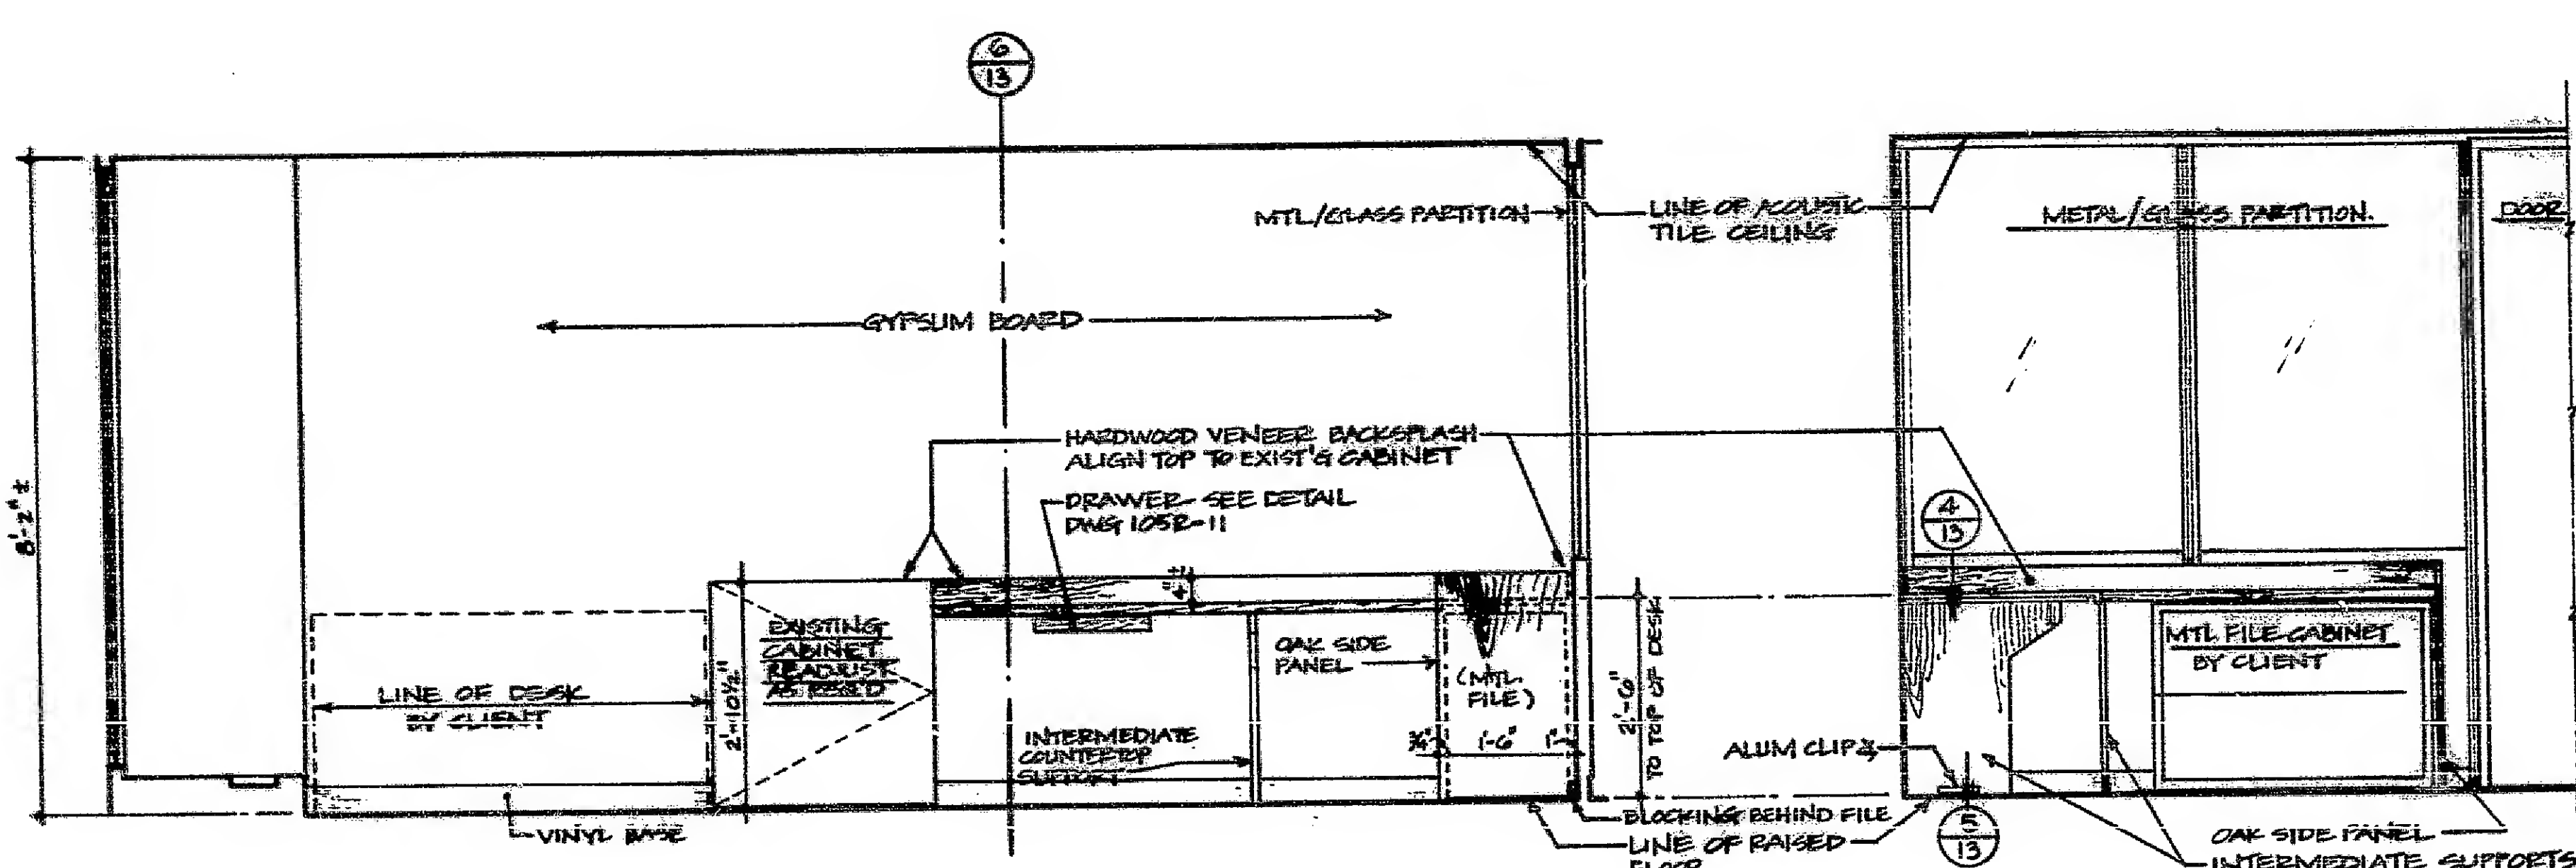 6
13
MTL/GLASS PARTITION
LINE OF ACOUSTIC
TILE CEILING
METAL/GLASS PARTITION.
DOOR
GYPSUM BOARD
8'-2" ±
HARDWOOD VENEER BACKSPLASH
ALIGN TOP TO EXIST'G CABINET
DRAWER - SEE DETAIL
DWG 105R-11
4
13
4" ±
EXISTING
CABINET
READJUST
AS REQ'D
2'-10½"
LINE OF DESK
BY CLIENT
OAK SIDE
PANEL
(MTL
FILE)
INTERMEDIATE
COUNTERTOP
SUPPORT
¾"
1'-6"
1"
2'-6"
TO TOP OF DESK
MTL FILE CABINET
BY CLIENT
ALUM CLIP
VINYL BASE
BLOCKING BEHIND FILE
LINE OF RAISED
FLOOR
5
13
OAK SIDE PANEL
INTERMEDIATE SUPPORTS